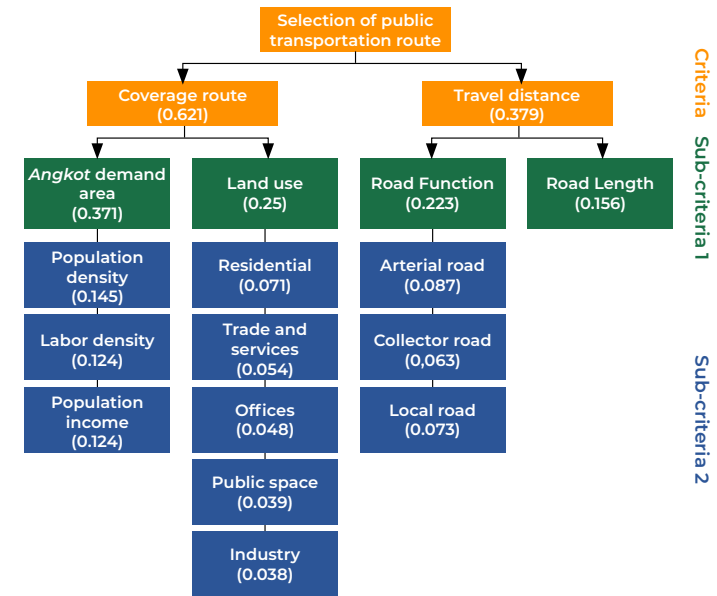 Selection of public
transportation route
Coverage route
(0.621)
Travel distance
(0.379)
Criteria
Angkot demand
area
(0.371)
Land use
(0.25)
Road Function
(0.223)
Road Length
(0.156)
Sub-criteria 1
Population
density
(0.145)
Residential
(0.071)
Arterial road
(0.087)
Labor density
(0.124)
Trade and
services
(0.054)
Collector road
(0,063)
Population
income
(0.124)
Offices
(0.048)
Local road
(0.073)
Public space
(0.039)
Industry
(0.038)
Sub-criteria 2